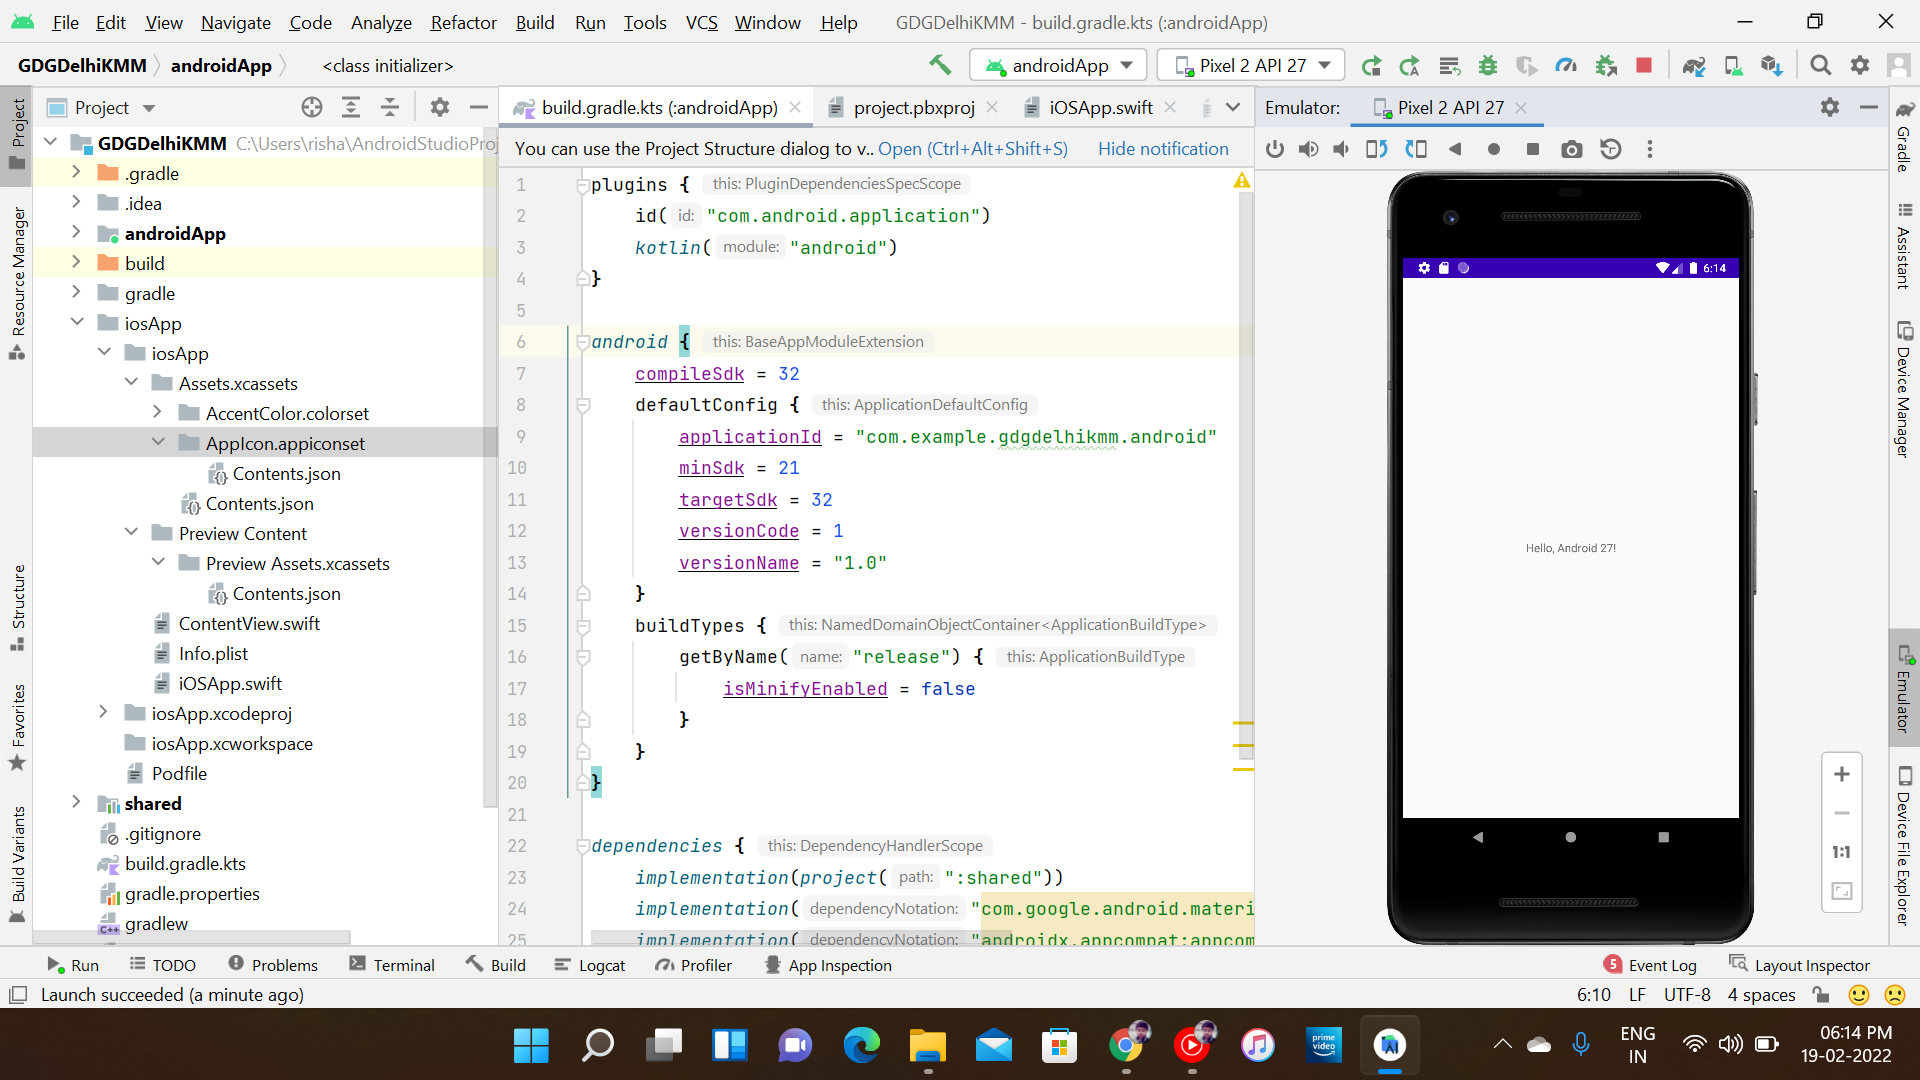 File Edit View Navigate Code Analyze Refactor Build Run Tools VCS Window Help GDGDelhiKMM - build.gradle.kts (:androidApp)
GDGDelhiKMM androidApp <class initializer> androidApp Pixel 2 API 27
Project build.gradle.kts (:androidApp) project.pbxproj iOSApp.swift Emulator: Pixel 2 API 27
You can use the Project Structure dialog to v.. Open (Ctrl+Alt+Shift+S) Hide notification
Project
Resource Manager
Structure
Favorites
Build Variants
GDGDelhiKMM C:\Users\risha\AndroidStudioProj
.gradle
.idea
androidApp
build
gradle
iosApp
iosApp
Assets.xcassets
AccentColor.colorset
AppIcon.appiconset
Contents.json
Contents.json
Preview Content
Preview Assets.xcassets
Contents.json
ContentView.swift
Info.plist
iOSApp.swift
iosApp.xcodeproj
iosApp.xcworkspace
Podfile
shared
.gitignore
build.gradle.kts
gradle.properties
C++ gradlew
1 plugins { this: PluginDependenciesSpecScope
2 id( id: "com.android.application")
3 kotlin( module: "android")
4 }
5
6 android { this: BaseAppModuleExtension
7 compileSdk = 32
8 defaultConfig { this: ApplicationDefaultConfig
9 applicationId = "com.example.gdgdelhikmm.android"
10 minSdk = 21
11 targetSdk = 32
12 versionCode = 1
13 versionName = "1.0"
14 }
15 buildTypes { this: NamedDomainObjectContainer<ApplicationBuildType>
16 getByName( name: "release") { this: ApplicationBuildType
17 isMinifyEnabled = false
18 }
19 }
20 }
21
22 dependencies { this: DependencyHandlerScope
23 implementation(project( path: ":shared"))
24 implementation( dependencyNotation: "com.google.android.materi
25 implementation( dependencyNotation: "androidx.appcompat:appcom
6:14
Hello, Android 27!
1:1
Gradle
Assistant
Device Manager
Emulator
Device File Explorer
Run TODO Problems Terminal Build Logcat Profiler App Inspection 5 Event Log Layout Inspector
Launch succeeded (a minute ago) 6:10 LF UTF-8 4 spaces
prime video
ENG
IN
06:14 PM
19-02-2022